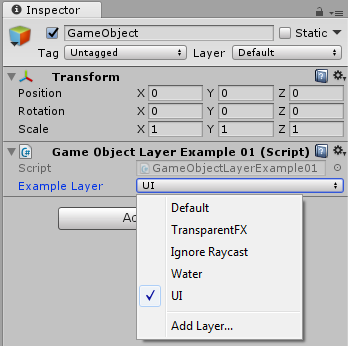 Inspector
GameObject Static
Tag Untagged Layer Default
Transform
Position X 0 Y 0 Z 0
Rotation X 0 Y 0 Z 0
Scale X 1 Y 1 Z 1
Game Object Layer Example 01 (Script)
Script GameObjectLayerExample01
Example Layer UI
Default
TransparentFX
Ignore Raycast
Water
UI
Add Layer...